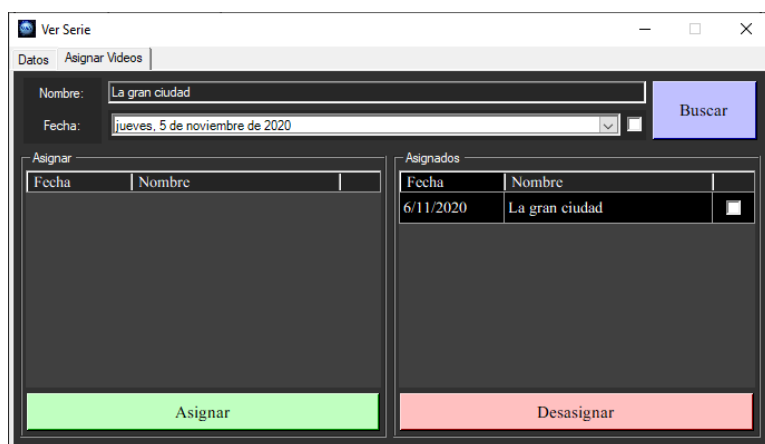 Ver Serie
Datos Asignar Videos
Nombre: La gran ciudad
Buscar
Fecha: jueves, 5 de noviembre de 2020
Asignar
Fecha Nombre
Asignar
Asignados
Fecha Nombre
6/11/2020 La gran ciudad
Desasignar